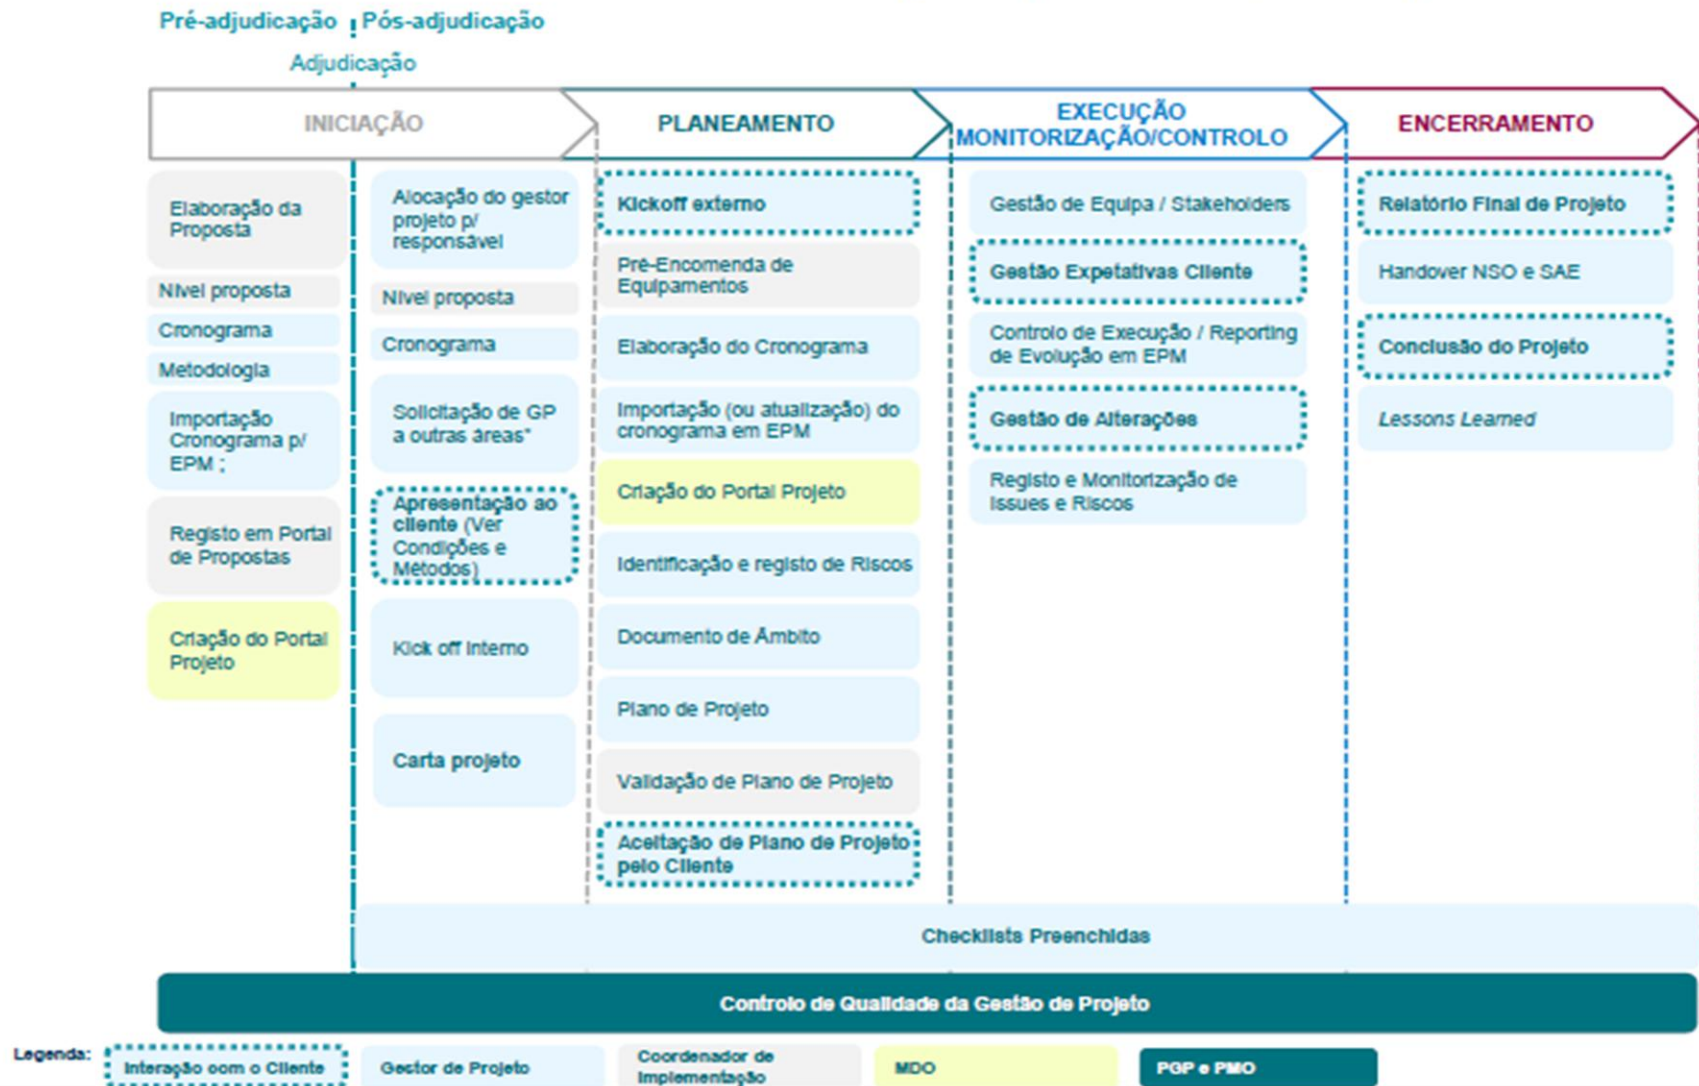 Pré-adjudicação
Pós-adjudicação
Adjudicação
INICIAÇÃO
PLANEAMENTO
EXECUÇÃO
MONITORIZAÇÃO/CONTROLO
ENCERRAMENTO
Elaboração da
Proposta
Nível proposta
Cronograma
Metodologia
Importação
Cronograma p/
EPM ;
Registo em Portal
de Propostas
Criação do Portal
Projeto
Alocação do gestor
projeto p/
responsável
Nível proposta
Cronograma
Solicitação de GP
a outras áreas*
Apresentação ao
cliente (Ver
Condições e
Métodos)
Kick off Interno
Carta projeto
Kickoff externo
Pré-Encomenda de
Equipamentos
Elaboração do Cronograma
Importação (ou atualização) do
cronograma em EPM
Criação do Portal Projeto
Identificação e registo de Riscos
Documento de Âmbito
Plano de Projeto
Validação de Plano de Projeto
Aceitação de Plano de Projeto
pelo Cliente
Gestão de Equipa / Stakeholders
Gestão Expetativas Cliente
Controlo de Execução / Reporting
de Evolução em EPM
Gestão de Alterações
Registo e Monitorização de
Issues e Riscos
Relatório Final de Projeto
Handover NSO e SAE
Conclusão do Projeto
Lessons Learned
Checklists Preenchidas
Controlo de Qualidade da Gestão de Projeto
Legenda:
Interação com o Cliente
Gestor de Projeto
Coordenador de
Implementação
MDO
PGP e PMO